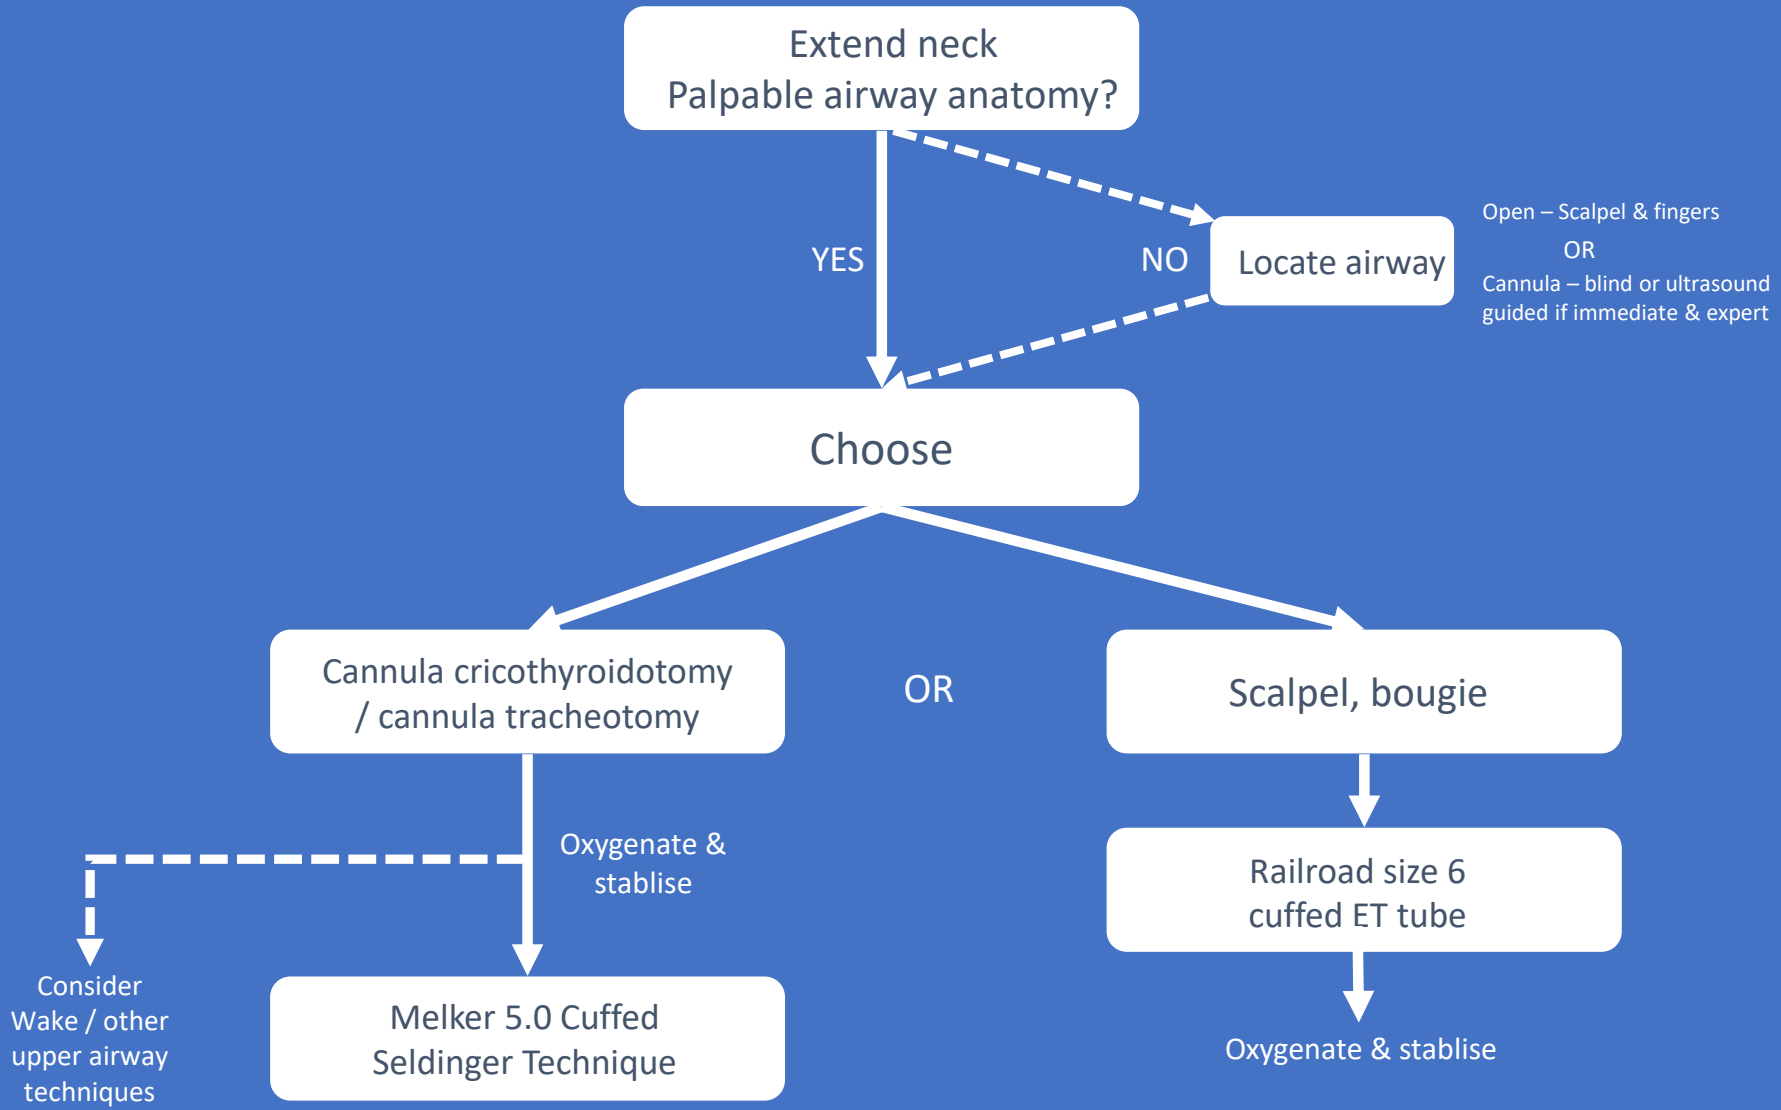 Extend neck
Palpable airway anatomy?
Open – Scalpel & fingers
OR
Cannula – blind or ultrasound
guided if immediate & expert
YES
NO
Locate airway
Choose
Cannula cricothyroidotomy
/ cannula tracheotomy
OR
Scalpel, bougie
Oxygenate &
stablise
Railroad size 6
cuffed ET tube
Consider
Wake / other
upper airway
techniques
Melker 5.0 Cuffed
Seldinger Technique
Oxygenate & stablise